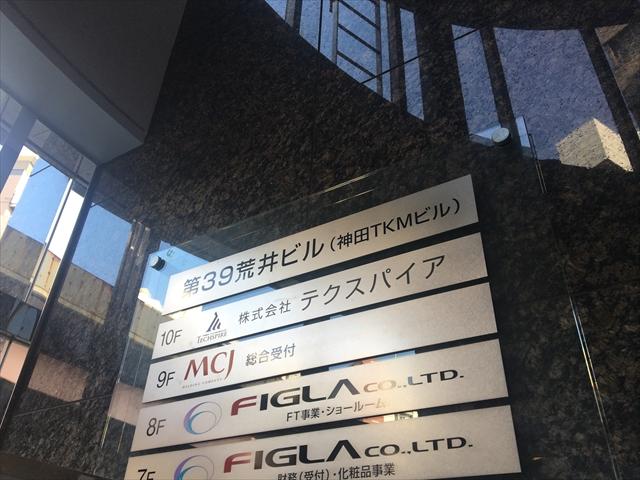 第39荒井ビル（神田TKMビル）
10F TECHSPIRE 株式会社 テクスパイア
9F MCJ HOLDING COMPANY 総合受付
8F FIGLA CO.,LTD.
FT事業・ショールーム
7F FIGLA CO.,LTD.
財務（受付）・化粧品事業